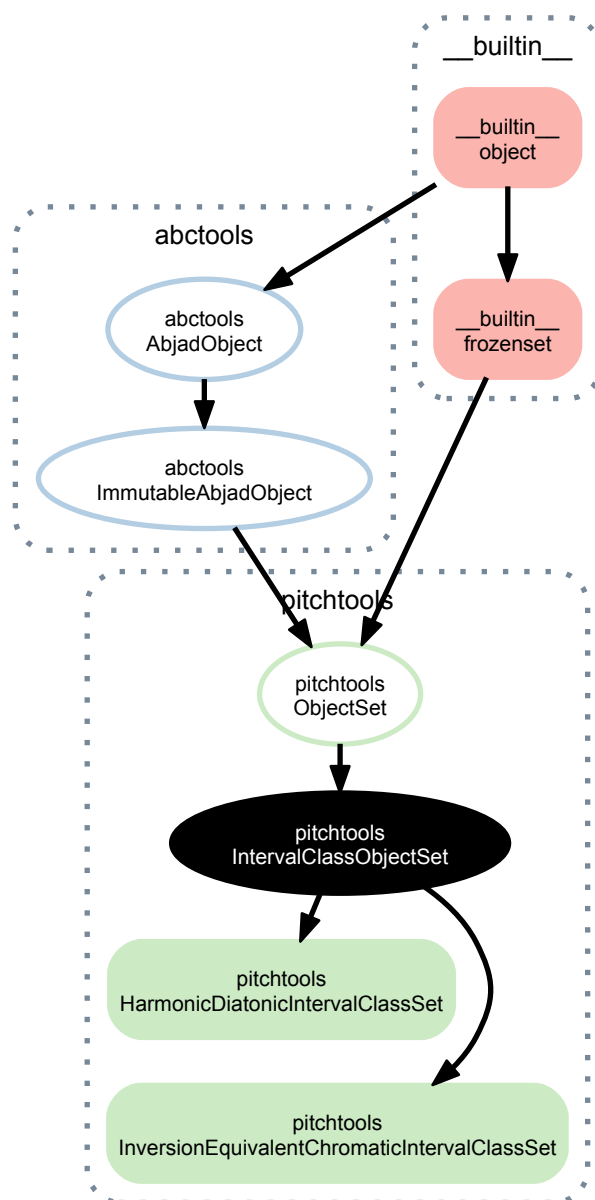 __builtin__
__builtin__
object
abctools
abctools
AbjadObject
__builtin__
frozenset
abctools
ImmutableAbjadObject
pitchtools
pitchtools
ObjectSet
pitchtools
IntervalClassObjectSet
pitchtools
HarmonicDiatonicIntervalClassSet
pitchtools
InversionEquivalentChromaticIntervalClassSet